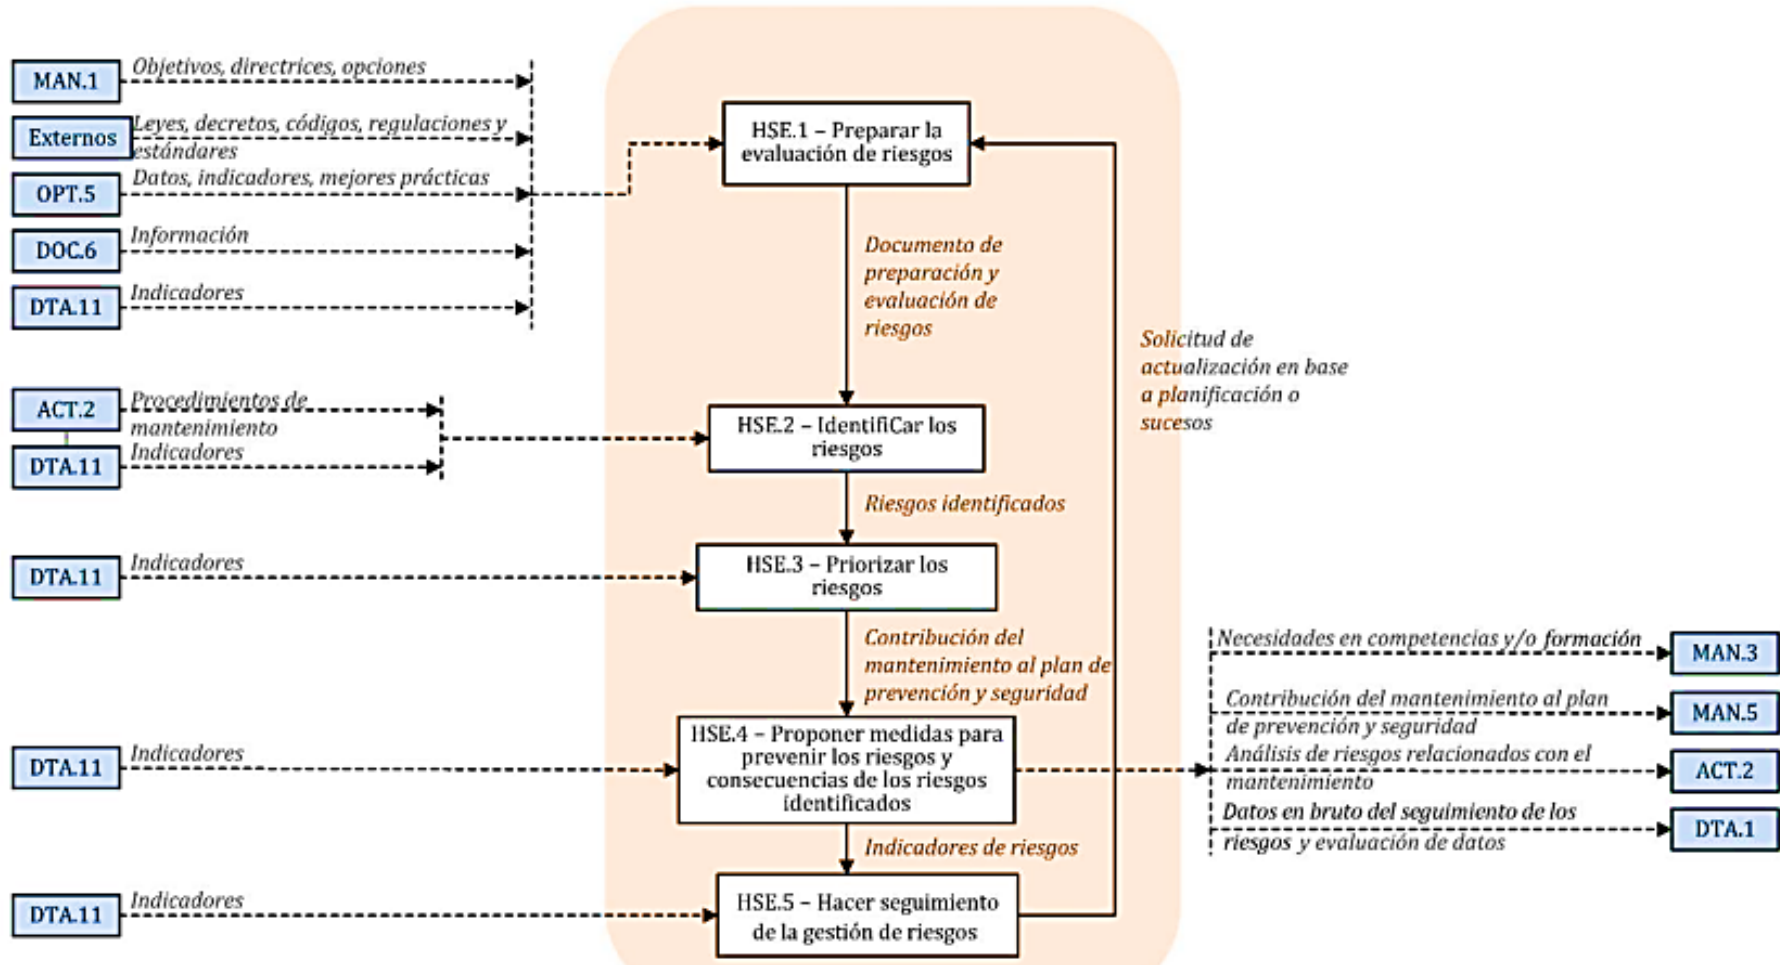 MAN.1
Objetivos, directrices, opciones
Externos
Leyes, decretos, códigos, regulaciones y
estándares
OPT.5
Datos, indicadores, mejores prácticas
DOC.6
Información
DTA.11
Indicadores
HSE.1 – Preparar la
evaluación de riesgos
Documento de
preparación y
evaluación de
riesgos
Solicitud de
actualización en base
a planificación o
sucesos
ACT.2
Procedimientos de
mantenimiento
DTA.11
Indicadores
HSE.2 – IdentifiCar los
riesgos
Riesgos identificados
DTA.11
Indicadores
HSE.3 – Priorizar los
riesgos
Contribución del
mantenimiento al plan de
prevención y seguridad
DTA.11
Indicadores
HSE.4 – Proponer medidas para
prevenir los riesgos y
consecuencias de los riesgos
identificados
Necesidades en competencias y/o formación
MAN.3
Contribución del mantenimiento al plan
de prevención y seguridad
MAN.5
Análisis de riesgos relacionados con el
mantenimiento
ACT.2
Datos en bruto del seguimiento de los
riesgos y evaluación de datos
DTA.1
Indicadores de riesgos
DTA.11
Indicadores
HSE.5 – Hacer seguimiento
de la gestión de riesgos